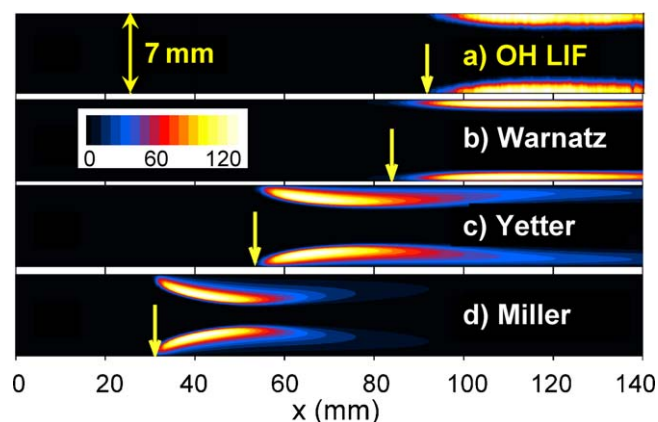 7 mm
a) OH LIF
0 60 120
b) Warnatz
c) Yetter
d) Miller
0 20 40 60 80 100 120 140
x (mm)